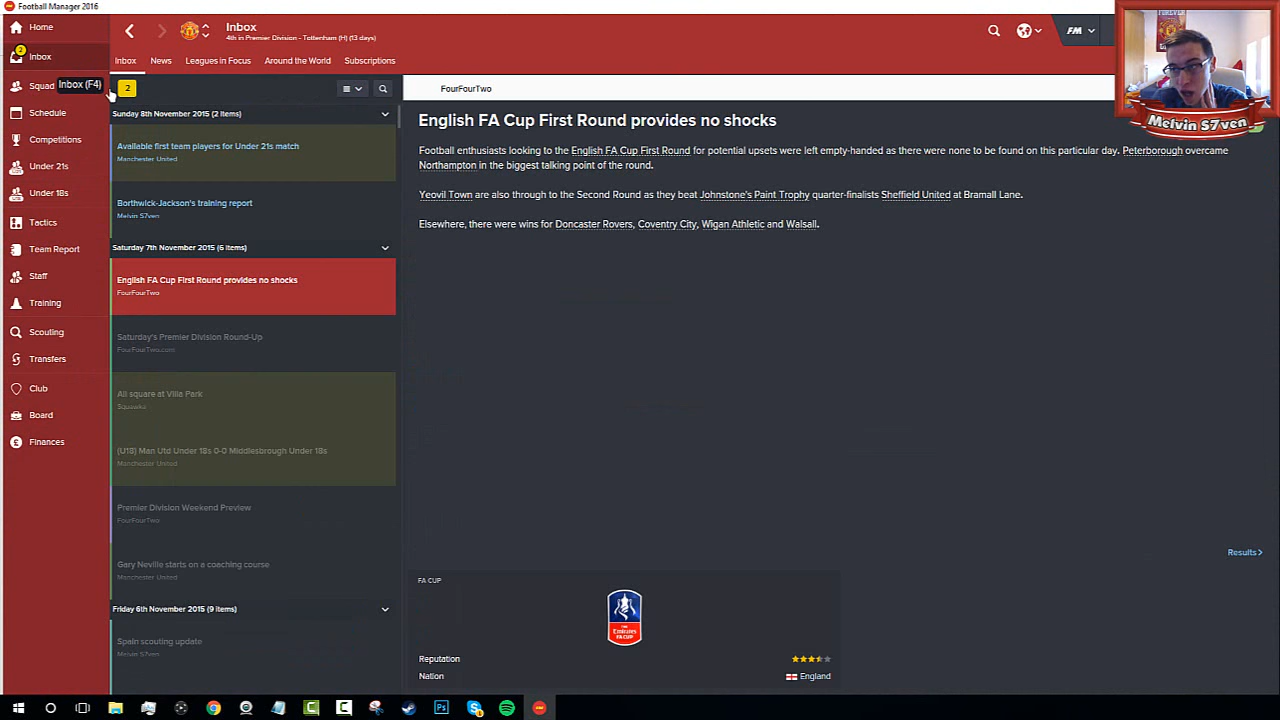 Football Manager 2016
Home
2
Inbox
Squad
Inbox (F4)
Schedule
Competitions
Under 21s
Under 18s
Tactics
Team Report
Staff
Training
Scouting
Transfers
Club
Board
Finances
Inbox
4th in Premier Division - Tottenham (H) (13 days)
FM
Inbox News Leagues in Focus Around the World Subscriptions
2
Sunday 8th November 2015 (2 items)
Available first team players for Under 21s match
Manchester United
Borthwick-Jackson's training report
Melvin S7ven
Saturday 7th November 2015 (6 items)
English FA Cup First Round provides no shocks
FourFourTwo
Saturday's Premier Division Round-Up
FourFourTwo.com
All square at Villa Park
Squawka
(U18) Man Utd Under 18s 0-0 Middlesbrough Under 18s
Manchester United
Premier Division Weekend Preview
FourFourTwo
Gary Neville starts on a coaching course
Manchester United
Friday 6th November 2015 (9 items)
Spain scouting update
Melvin S7ven
FourFourTwo
English FA Cup First Round provides no shocks
Football enthusiasts looking to the English FA Cup First Round for potential upsets were left empty-handed as there were none to be found on this particular day. Peterborough overcame
Northampton in the biggest talking point of the round.
Yeovil Town are also through to the Second Round as they beat Johnstone's Paint Trophy quarter-finalists Sheffield United at Bramall Lane.
Elsewhere, there were wins for Doncaster Rovers, Coventry City, Wigan Athletic and Walsall.
Results>
FA CUP
The Emirates
FA CUP
Reputation
Nation England
Melvin S7ven